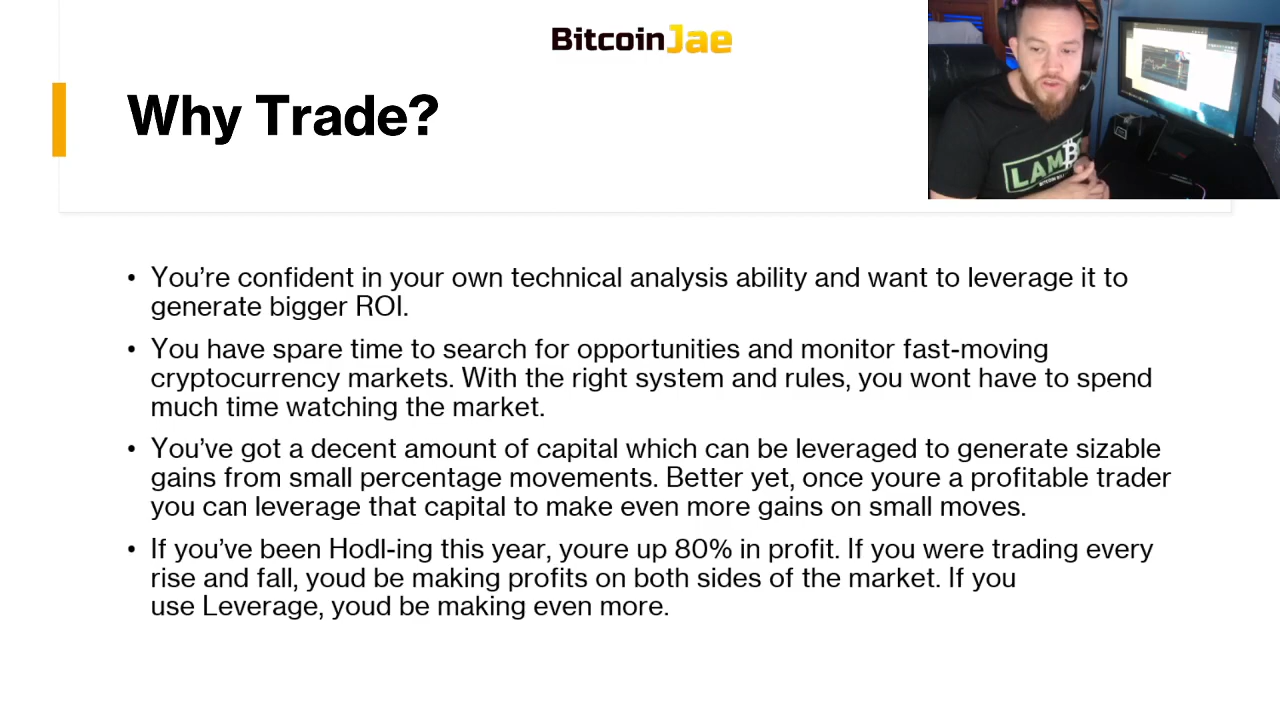 BitcoinJae
Why Trade?
LAMBO
• You’re confident in your own technical analysis ability and want to leverage it to
generate bigger ROI.
• You have spare time to search for opportunities and monitor fast-moving
cryptocurrency markets. With the right system and rules, you wont have to spend
much time watching the market.
• You’ve got a decent amount of capital which can be leveraged to generate sizable
gains from small percentage movements. Better yet, once youre a profitable trader
you can leverage that capital to make even more gains on small moves.
• If you’ve been Hodl-ing this year, youre up 80% in profit. If you were trading every
rise and fall, youd be making profits on both sides of the market. If you
use Leverage, youd be making even more.